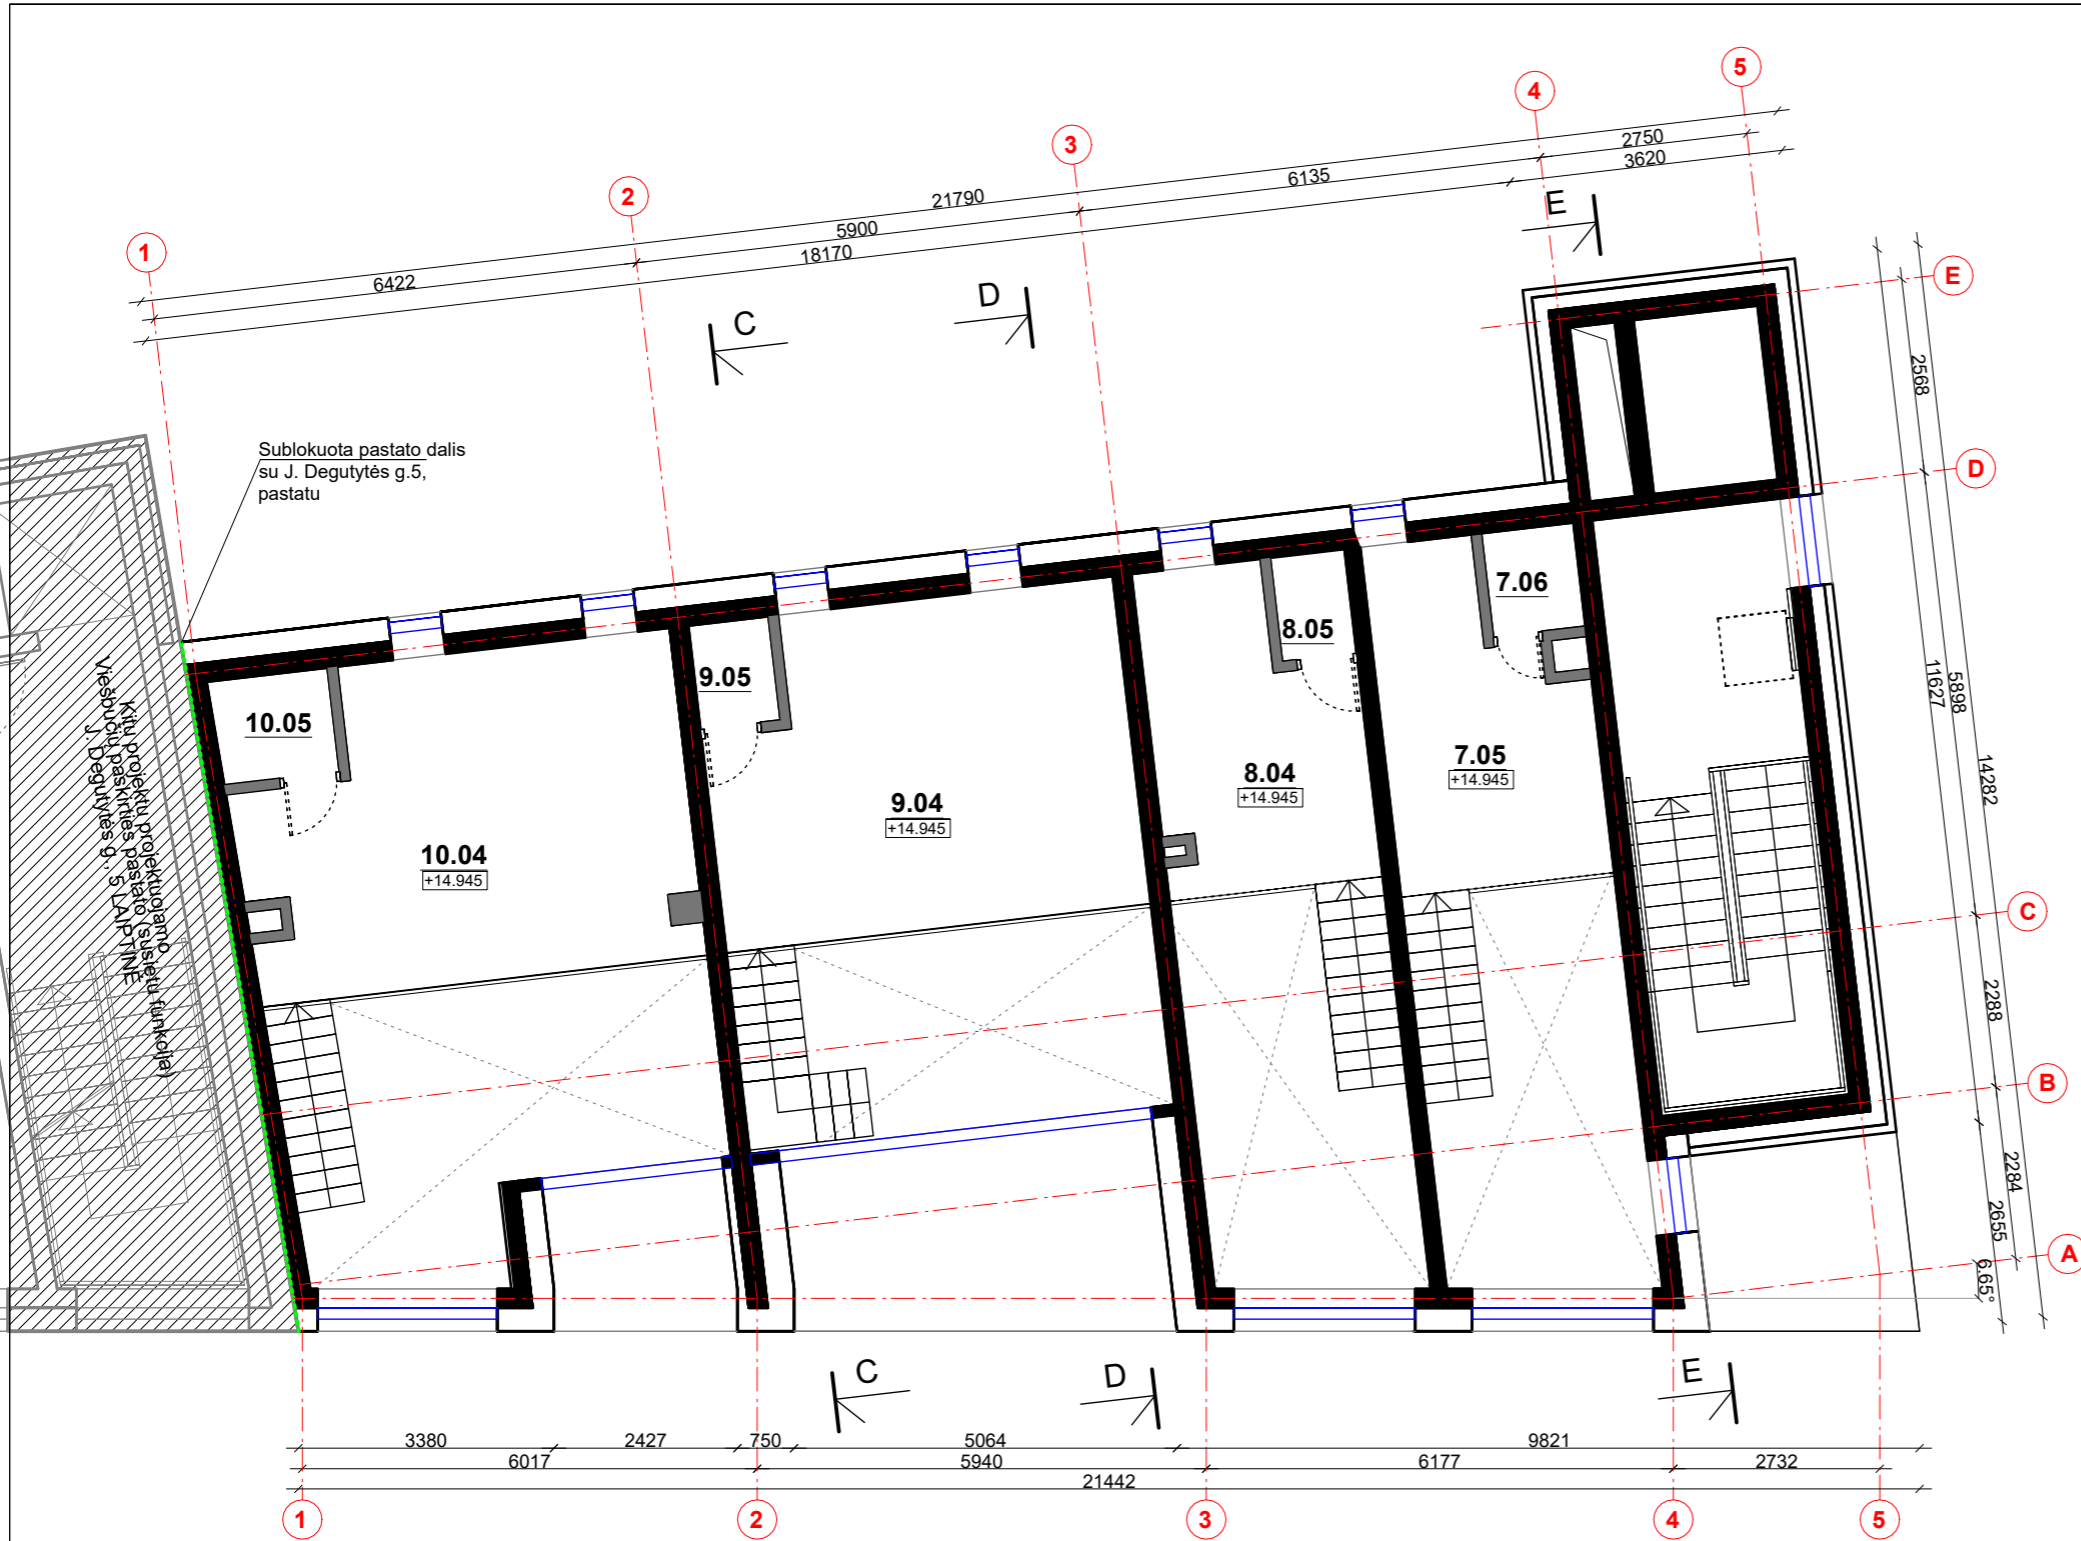 5
4
3
2
1
2750
3620
6135
21790
5900
18170
6422
E
D
C
E
D
C
B
A
2568
5898
11627
14282
2288
2284
2655
6.65°
Sublokuota pastato dalis
su J. Degutytės g.5,
pastatu
Kitu projektu projektuojamo
Viešbučių paskirties pastato (susietų funkcija)
J. Degutytės g., 5 LAIPTINĖ
7.06
8.05
9.05
10.05
7.05
+14.945
8.04
+14.945
9.04
+14.945
10.04
+14.945
C
D
E
3380
2427
750
5064
9821
6017
5940
6177
2732
21442
1
2
3
4
5